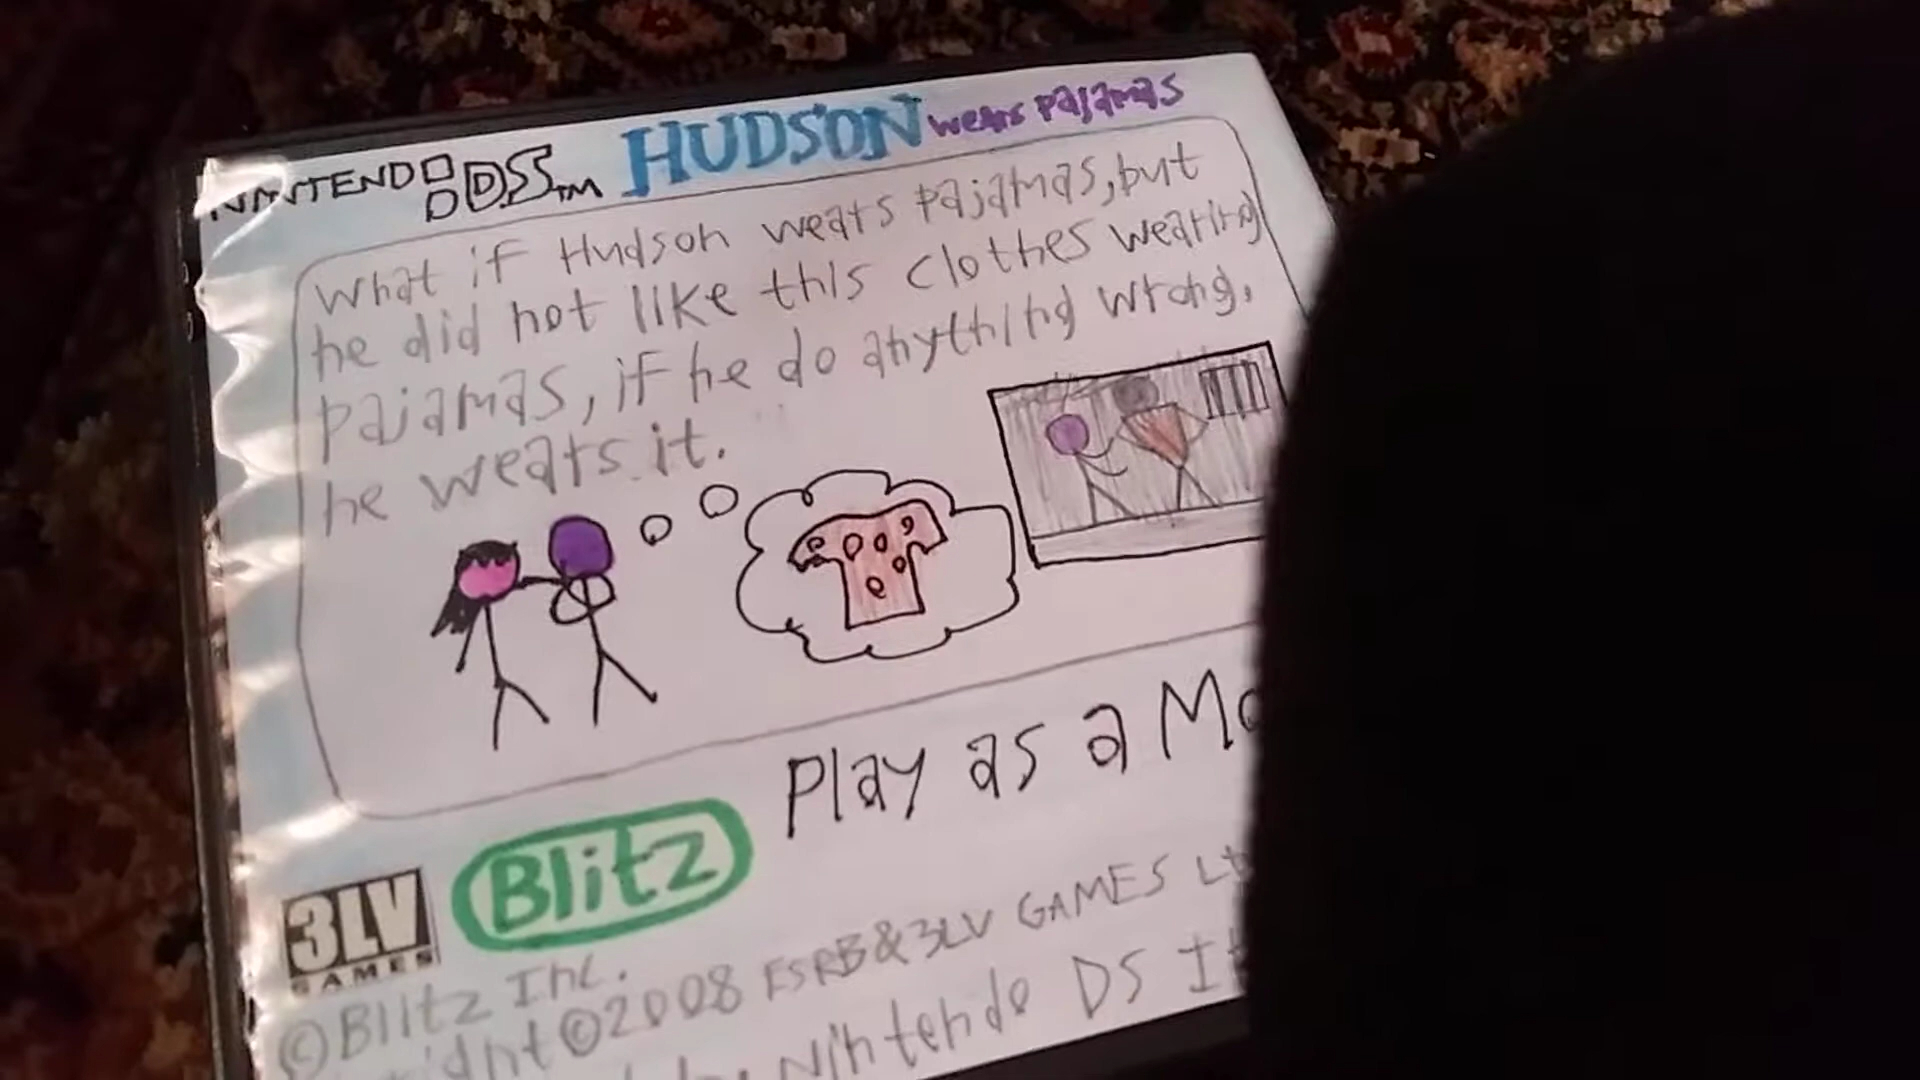 NINTENDO DS™ HUDSON wears pajamas
What if Hudson wears pajamas, but
he did not like this clothes wearing
pajamas, if he do anything wrong,
he wears it.
Play as a
Blitz
3LV
GAMES
©Blitz Inc.
©2008 ESRB&3LV GAMES
Nintendo DS